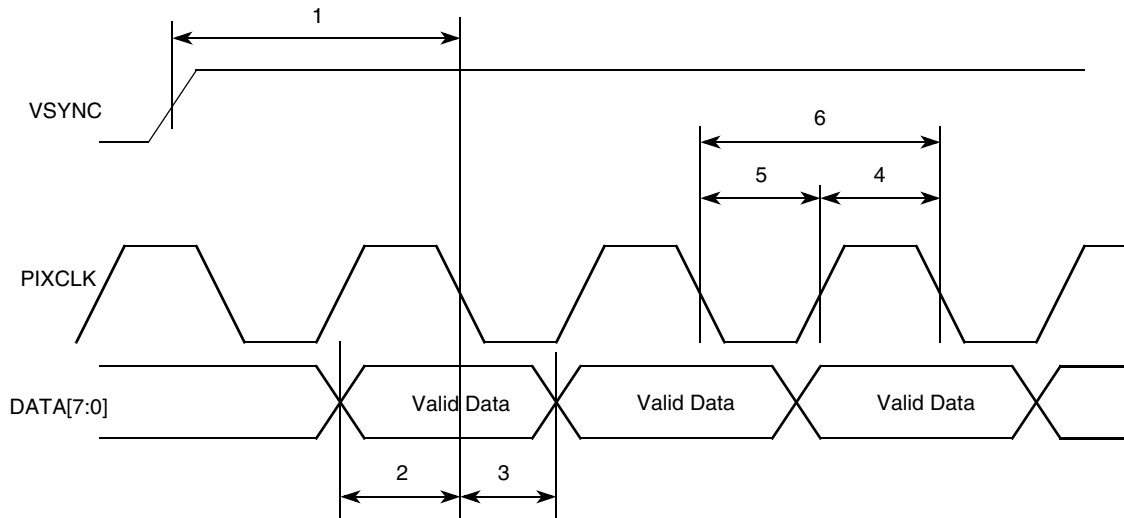 1
VSYNC
6
5 4
PIXCLK
DATA[7:0] Valid Data Valid Data Valid Data
2 3